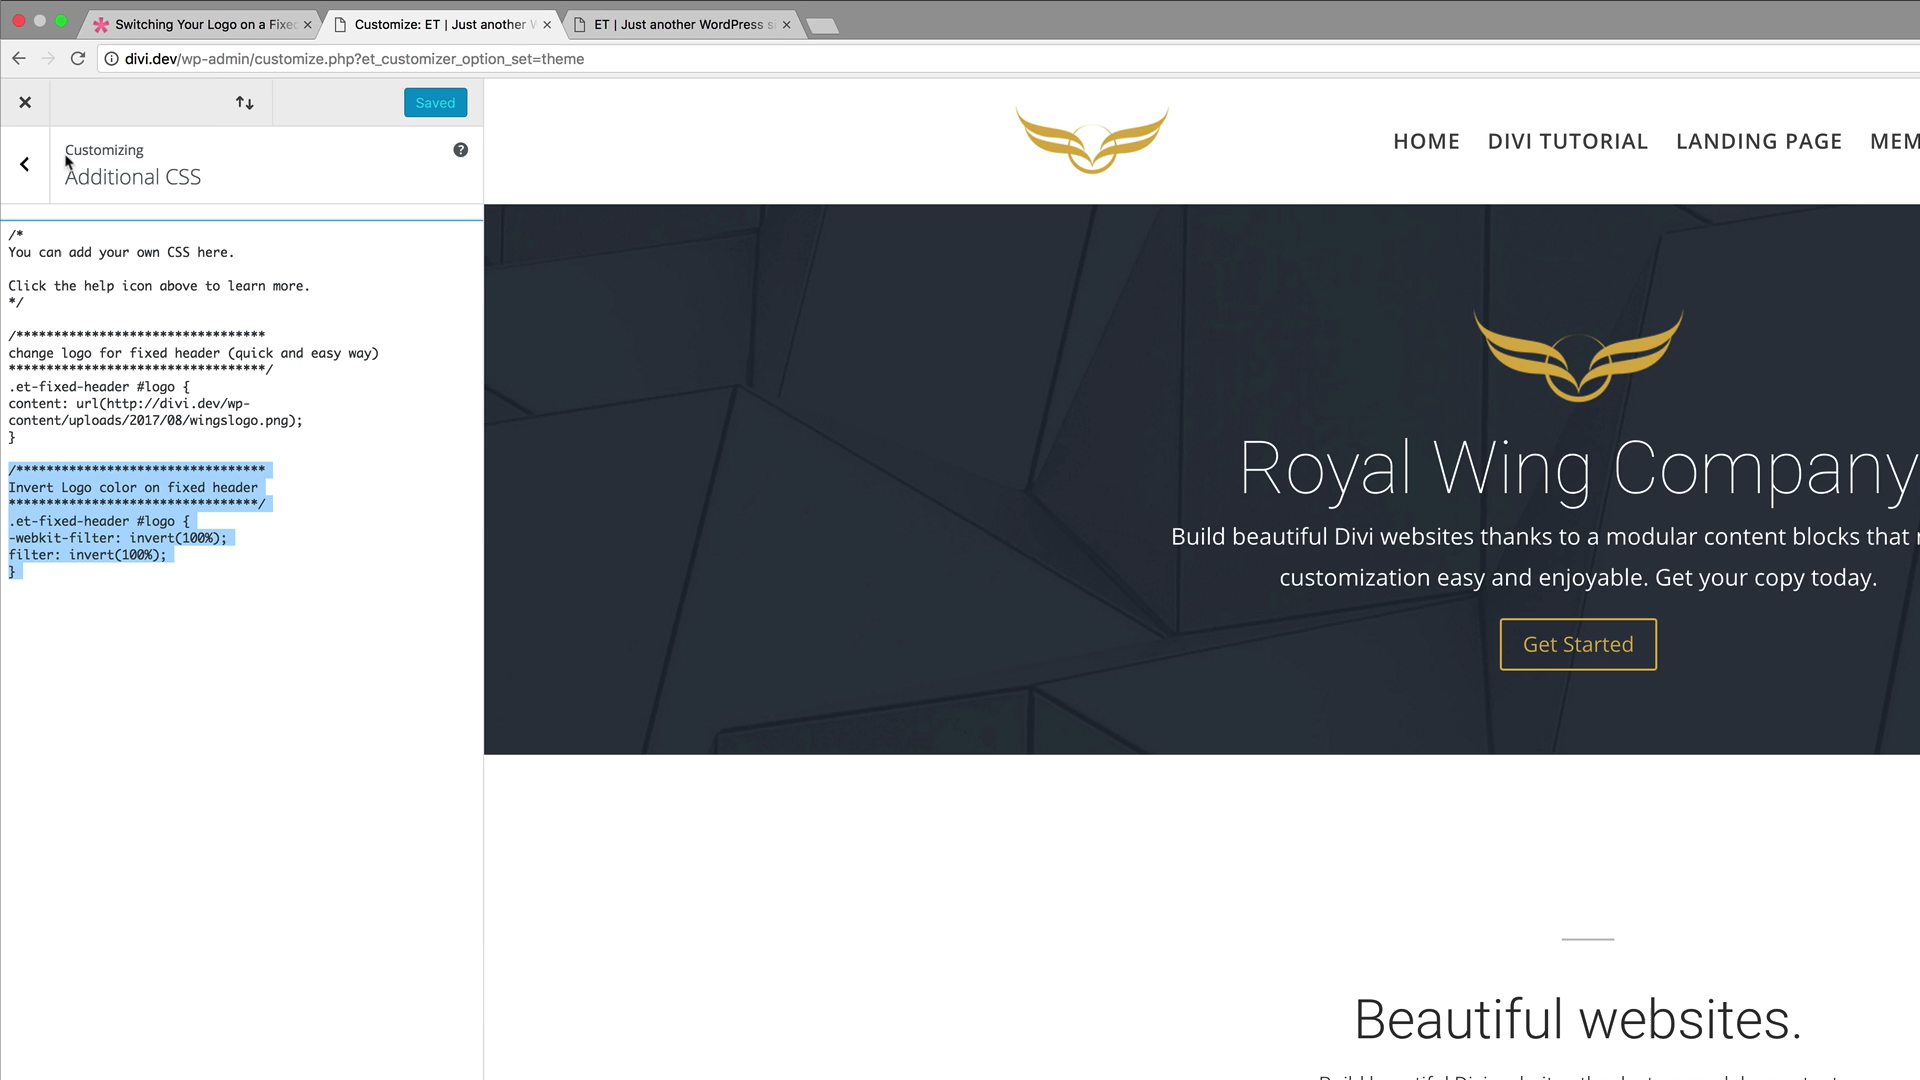 Switching Your Logo on a Fixe
Customize: ET | Just another W
ET | Just another WordPress s
divi.dev/wp-admin/customize.php?et_customizer_option_set=theme
Saved
Customizing
Additional CSS
/*
You can add your own CSS here.
Click the help icon above to learn more.
*/
/*********************************
change logo for fixed header (quick and easy way)
**********************************/
.et-fixed-header #logo {
content: url(http://divi.dev/wp-
content/uploads/2017/08/wingslogo.png);
}
/*********************************
Invert Logo color on fixed header
*********************************/
.et-fixed-header #logo {
-webkit-filter: invert(100%);
filter: invert(100%);
}
HOME DIVI TUTORIAL LANDING PAGE MEM
Royal Wing Company
Build beautiful Divi websites thanks to a modular content blocks that
customization easy and enjoyable. Get your copy today.
Get Started
Beautiful websites.